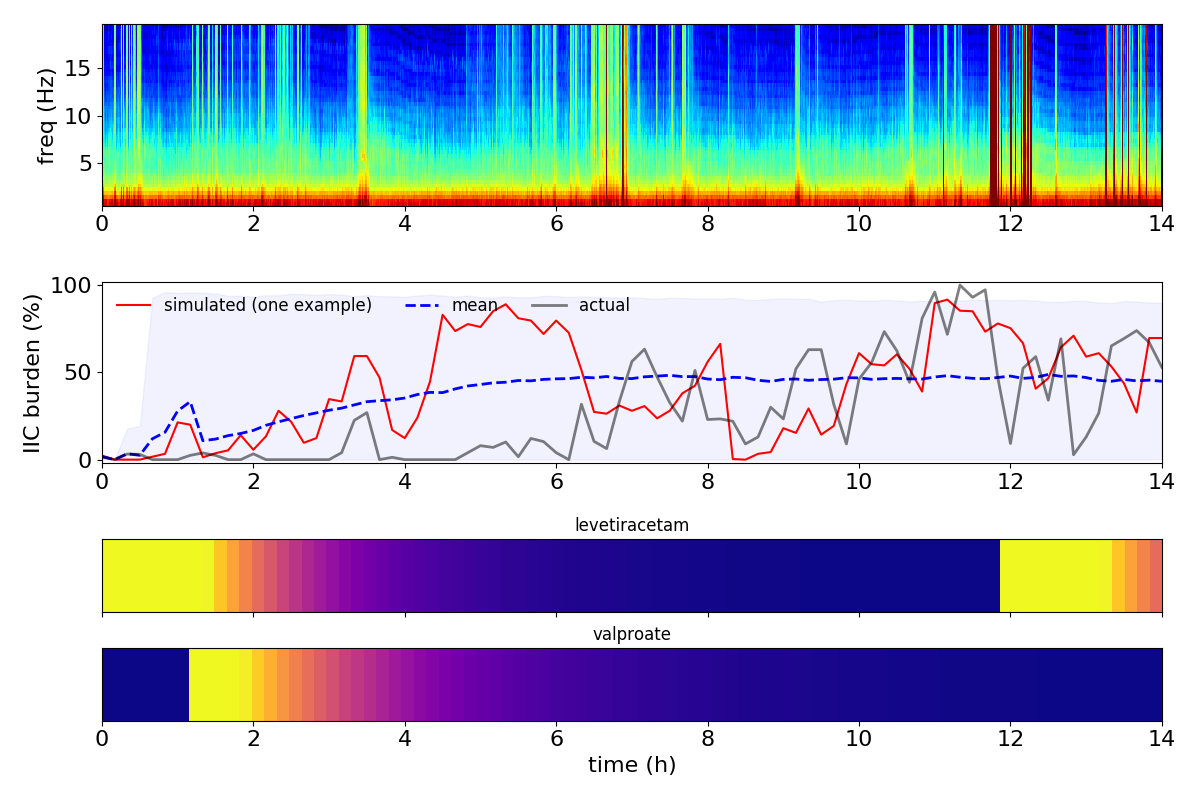 freq (Hz)
15
10
5
0 2 4 6 8 10 12 14
IIC burden (%)
100
50
0
simulated (one example) mean actual
0 2 4 6 8 10 12 14
levetiracetam
valproate
0 2 4 6 8 10 12 14
time (h)